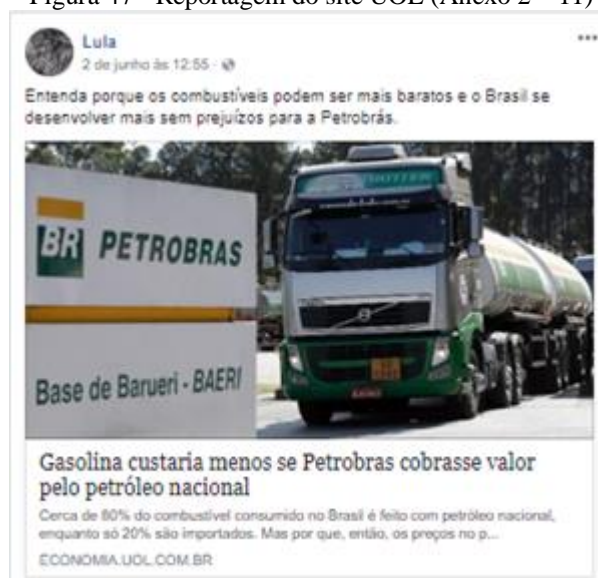 Figura 47 - Reportagem do site UOL (Anexo 2 – 11)
Lula
2 de junho às 12:55
Entenda porque os combustíveis podem ser mais baratos e o Brasil se
desenvolver mais sem prejuízos para a Petrobrás.
BR PETROBRAS
Base de Barueri - BAERI
VOLVO
Gasolina custaria menos se Petrobras cobrasse valor
pelo petróleo nacional
Cerca de 80% do combustível consumido no Brasil é feito com petróleo nacional,
enquanto só 20% são importados. Mas por que, então, os preços no p...
ECONOMIA.UOL.COM.BR